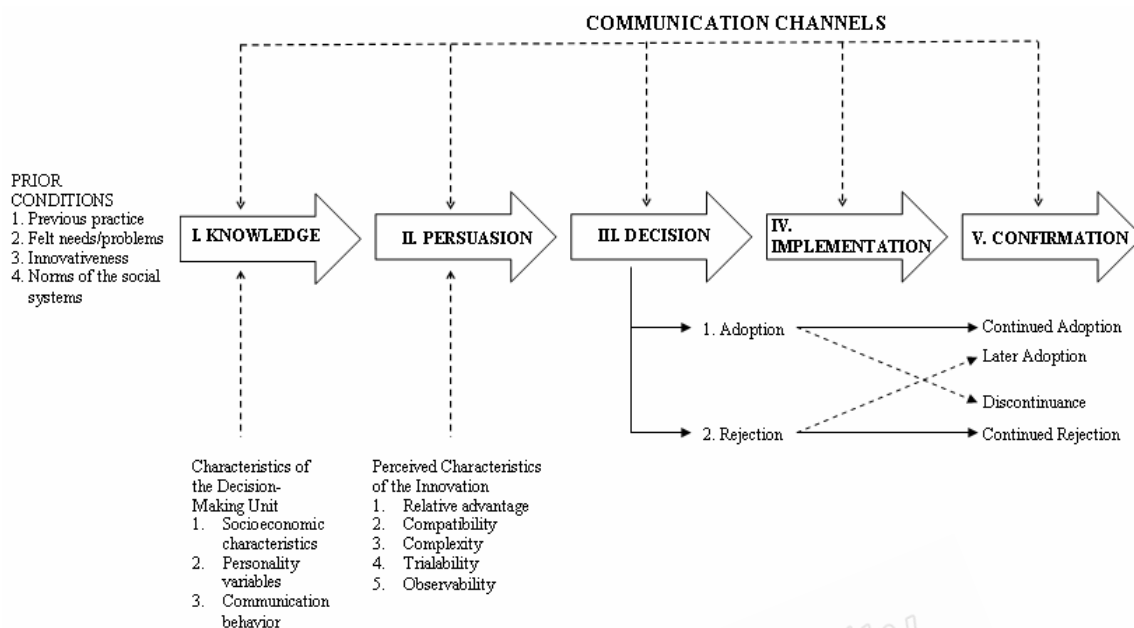 COMMUNICATION CHANNELS
PRIOR
CONDITIONS
1. Previous practice
2. Felt needs/problems
3. Innovativeness
4. Norms of the social
systems
I. KNOWLEDGE
II. PERSUASION
III. DECISION
IV.
IMPLEMENTATION
V. CONFIRMATION
1. Adoption
2. Rejection
Continued Adoption
Later Adoption
Discontinuance
Continued Rejection
Characteristics of
the Decision-
Making Unit
1. Socioeconomic
characteristics
2. Personality
variables
3. Communication
behavior
Perceived Characteristics
of the Innovation
1. Relative advantage
2. Compatibility
3. Complexity
4. Trialability
5. Observability